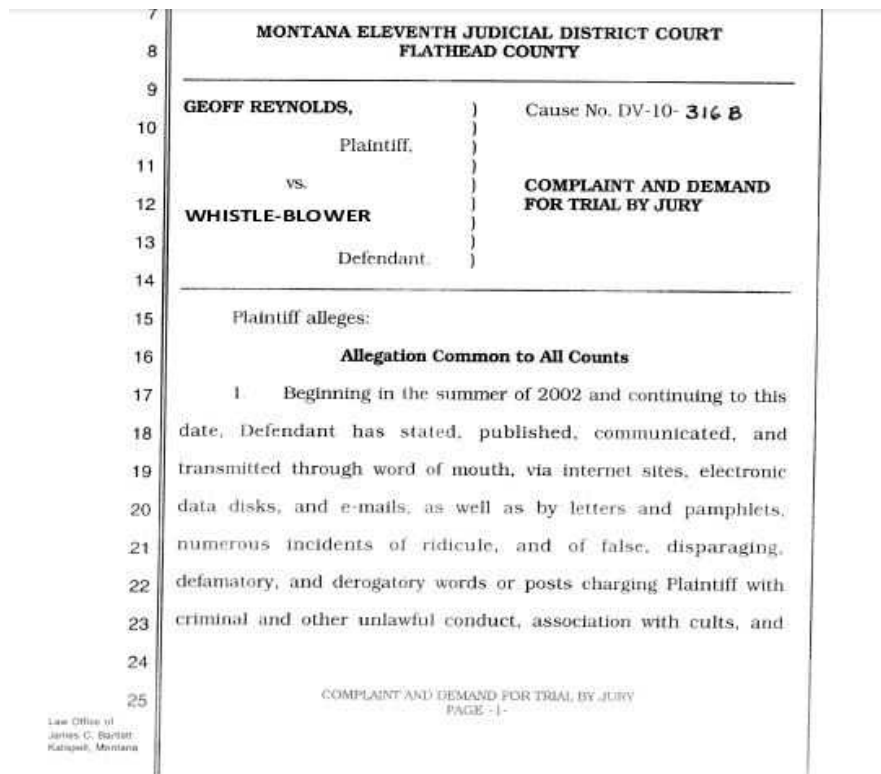 7
MONTANA ELEVENTH JUDICIAL DISTRICT COURT
8 FLATHEAD COUNTY
9
GEOFF REYNOLDS, ) Cause No. DV-10- 316 B
10 )
Plaintiff, )
11 )
vs. ) COMPLAINT AND DEMAND
12 ) FOR TRIAL BY JURY
WHISTLE-BLOWER )
13 )
Defendant. )
14
15 Plaintiff alleges:
16 Allegation Common to All Counts
17 1 Beginning in the summer of 2002 and continuing to this
18 date, Defendant has stated, published, communicated, and
19 transmitted through word of mouth, via internet sites, electronic
20 data disks, and e-mails, as well as by letters and pamphlets,
21 numerous incidents of ridicule, and of false, disparaging,
22 defamatory, and derogatory words or posts charging Plaintiff with
23 criminal and other unlawful conduct, association with cults, and
24
25 COMPLAINT AND DEMAND FOR TRIAL BY JURY
PAGE -1-
Law Office of
James C. Bartlett
Kalispell, Montana